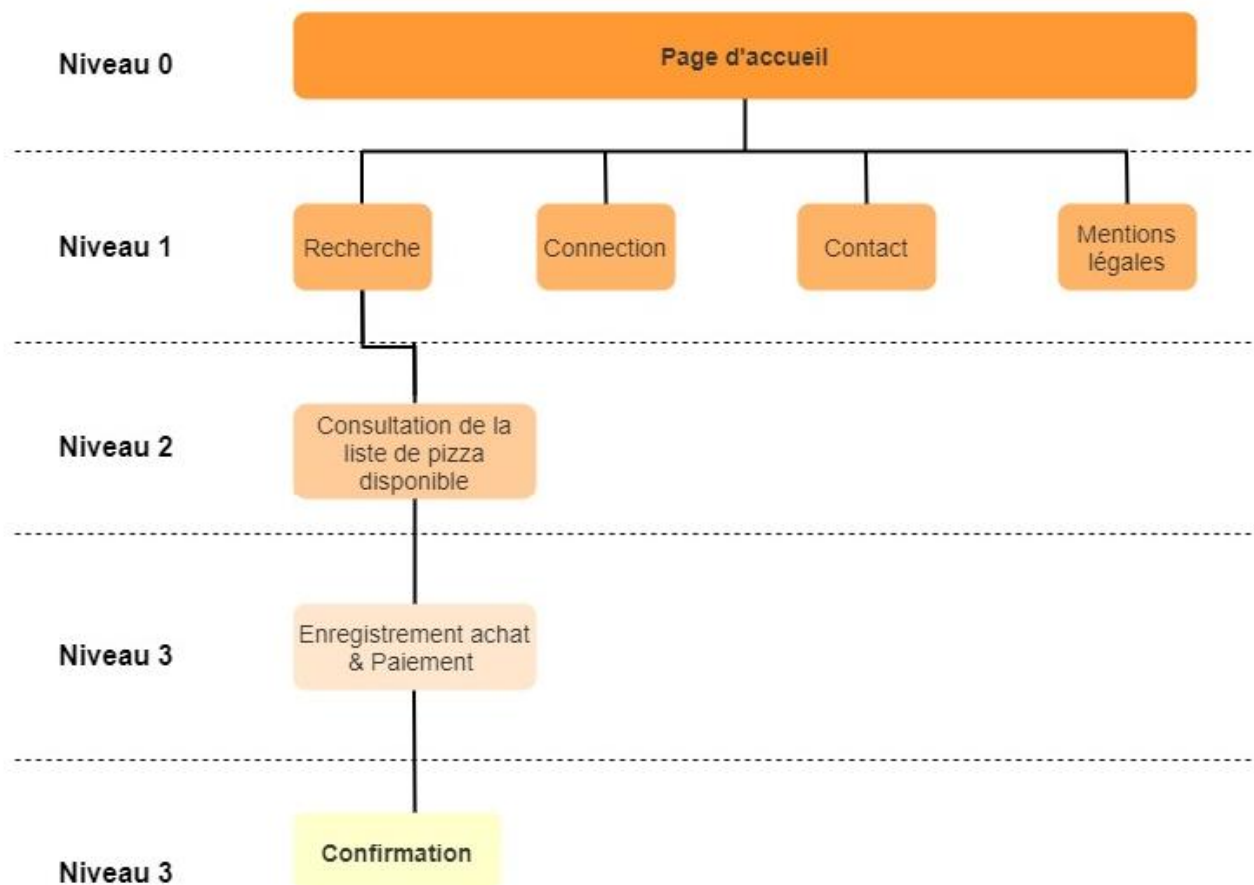 Niveau 0
Page d'accueil
Niveau 1
Recherche
Connection
Contact
Mentions
légales
Niveau 2
Consultation de la
liste de pizza
disponible
Niveau 3
Enregistrement achat
& Paiement
Niveau 3
Confirmation